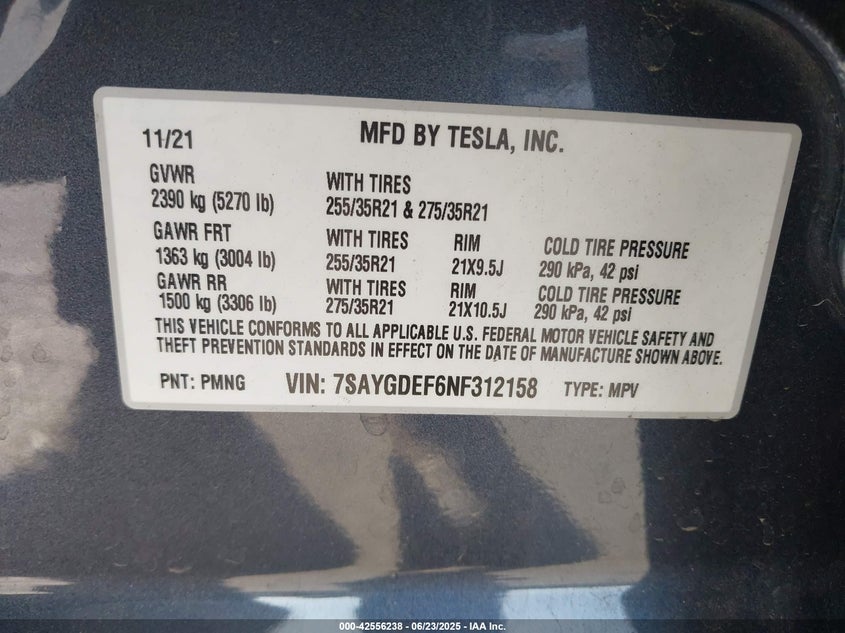 11/21 MFD BY TESLA, INC.
GVWR
2390 kg (5270 lb)
WITH TIRES
255/35R21 & 275/35R21
GAWR FRT
1363 kg (3004 lb)
WITH TIRES
255/35R21
RIM
21X9.5J
COLD TIRE PRESSURE
290 kPa, 42 psi
GAWR RR
1500 kg (3306 lb)
WITH TIRES
275/35R21
RIM
21X10.5J
COLD TIRE PRESSURE
290 kPa, 42 psi
THIS VEHICLE CONFORMS TO ALL APPLICABLE U.S. FEDERAL MOTOR VEHICLE SAFETY AND
THEFT PREVENTION STANDARDS IN EFFECT ON THE DATE OF MANUFACTURE SHOWN ABOVE.
PNT: PMNG VIN: 7SAYGDEF6NF312158 TYPE: MPV
000-42556238 - 06/23/2025 - IAA Inc.